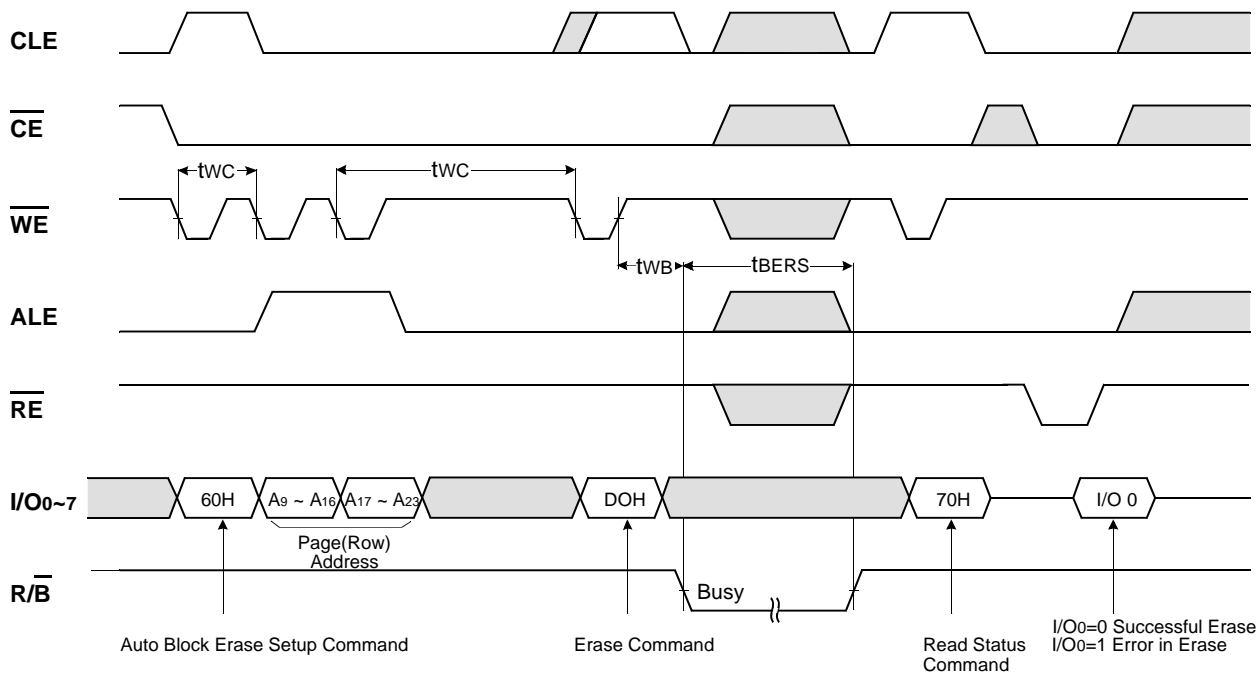 CLE
CE
tWC
tWC
WE
tWB
tBERS
ALE
RE
I/O0~7
60H
A9 ~ A16
A17 ~ A23
DOH
70H
I/O 0
Page(Row)
Address
R/B
Busy
Auto Block Erase Setup Command
Erase Command
Read Status
Command
I/O0=0 Successful Erase
I/O0=1 Error in Erase